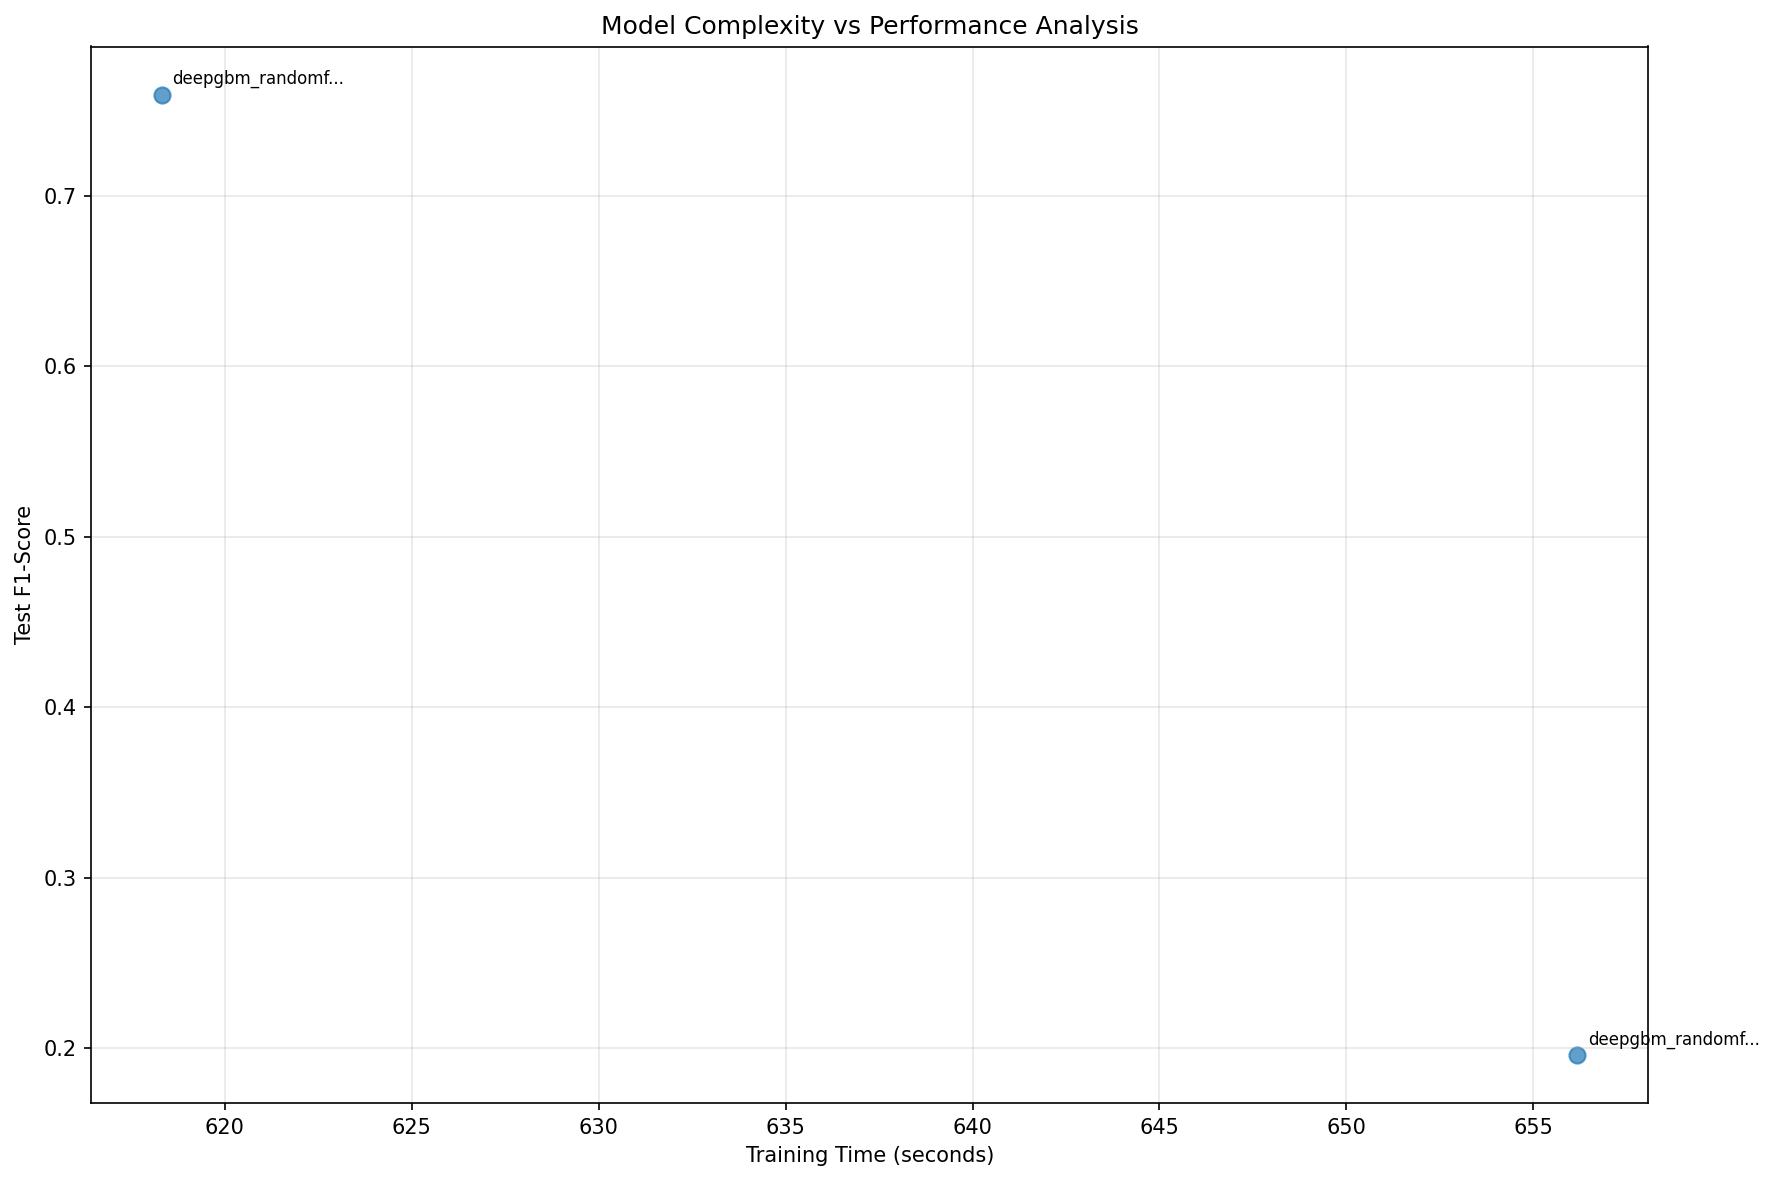 Model Complexity vs Performance Analysis
deepgbm_randomf...
0.7
0.6
0.5
0.4
0.3
0.2
Test F1-Score
deepgbm_randomf...
620 625 630 635 640 645 650 655
Training Time (seconds)